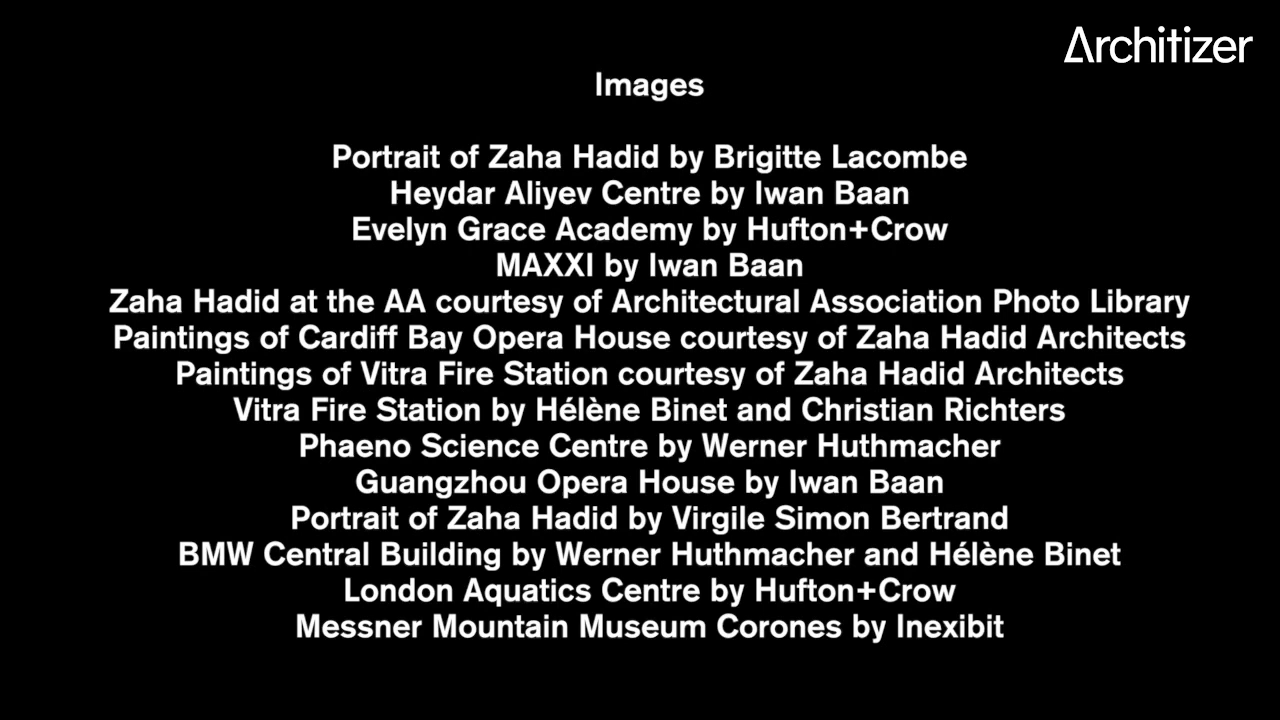 Architizer
Images
Portrait of Zaha Hadid by Brigitte Lacombe
Heydar Aliyev Centre by Iwan Baan
Evelyn Grace Academy by Hufton+Crow
MAXXI by Iwan Baan
Zaha Hadid at the AA courtesy of Architectural Association Photo Library
Paintings of Cardiff Bay Opera House courtesy of Zaha Hadid Architects
Paintings of Vitra Fire Station courtesy of Zaha Hadid Architects
Vitra Fire Station by Hélène Binet and Christian Richters
Phaeno Science Centre by Werner Huthmacher
Guangzhou Opera House by Iwan Baan
Portrait of Zaha Hadid by Virgile Simon Bertrand
BMW Central Building by Werner Huthmacher and Hélène Binet
London Aquatics Centre by Hufton+Crow
Messner Mountain Museum Corones by Inexibit